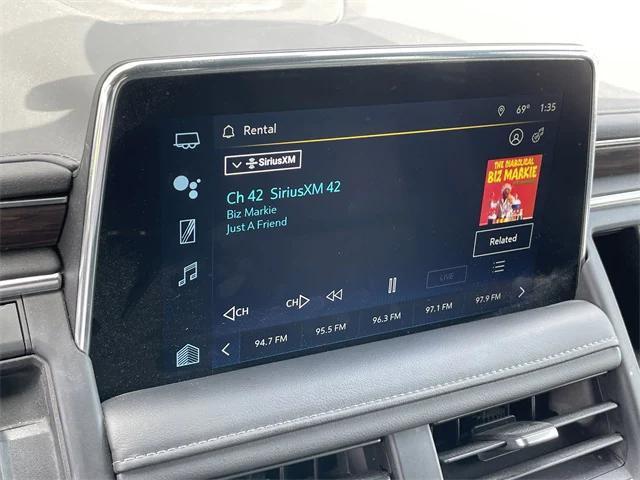 Rental
69° 1:35
SiriusXM
Ch 42 SiriusXM 42
Biz Markie
Just A Friend
THE DIABOLICAL
BIZ MARKIE
Related
CH
CH
LIVE
94.7 FM
95.5 FM
96.3 FM
97.1 FM
97.9 FM